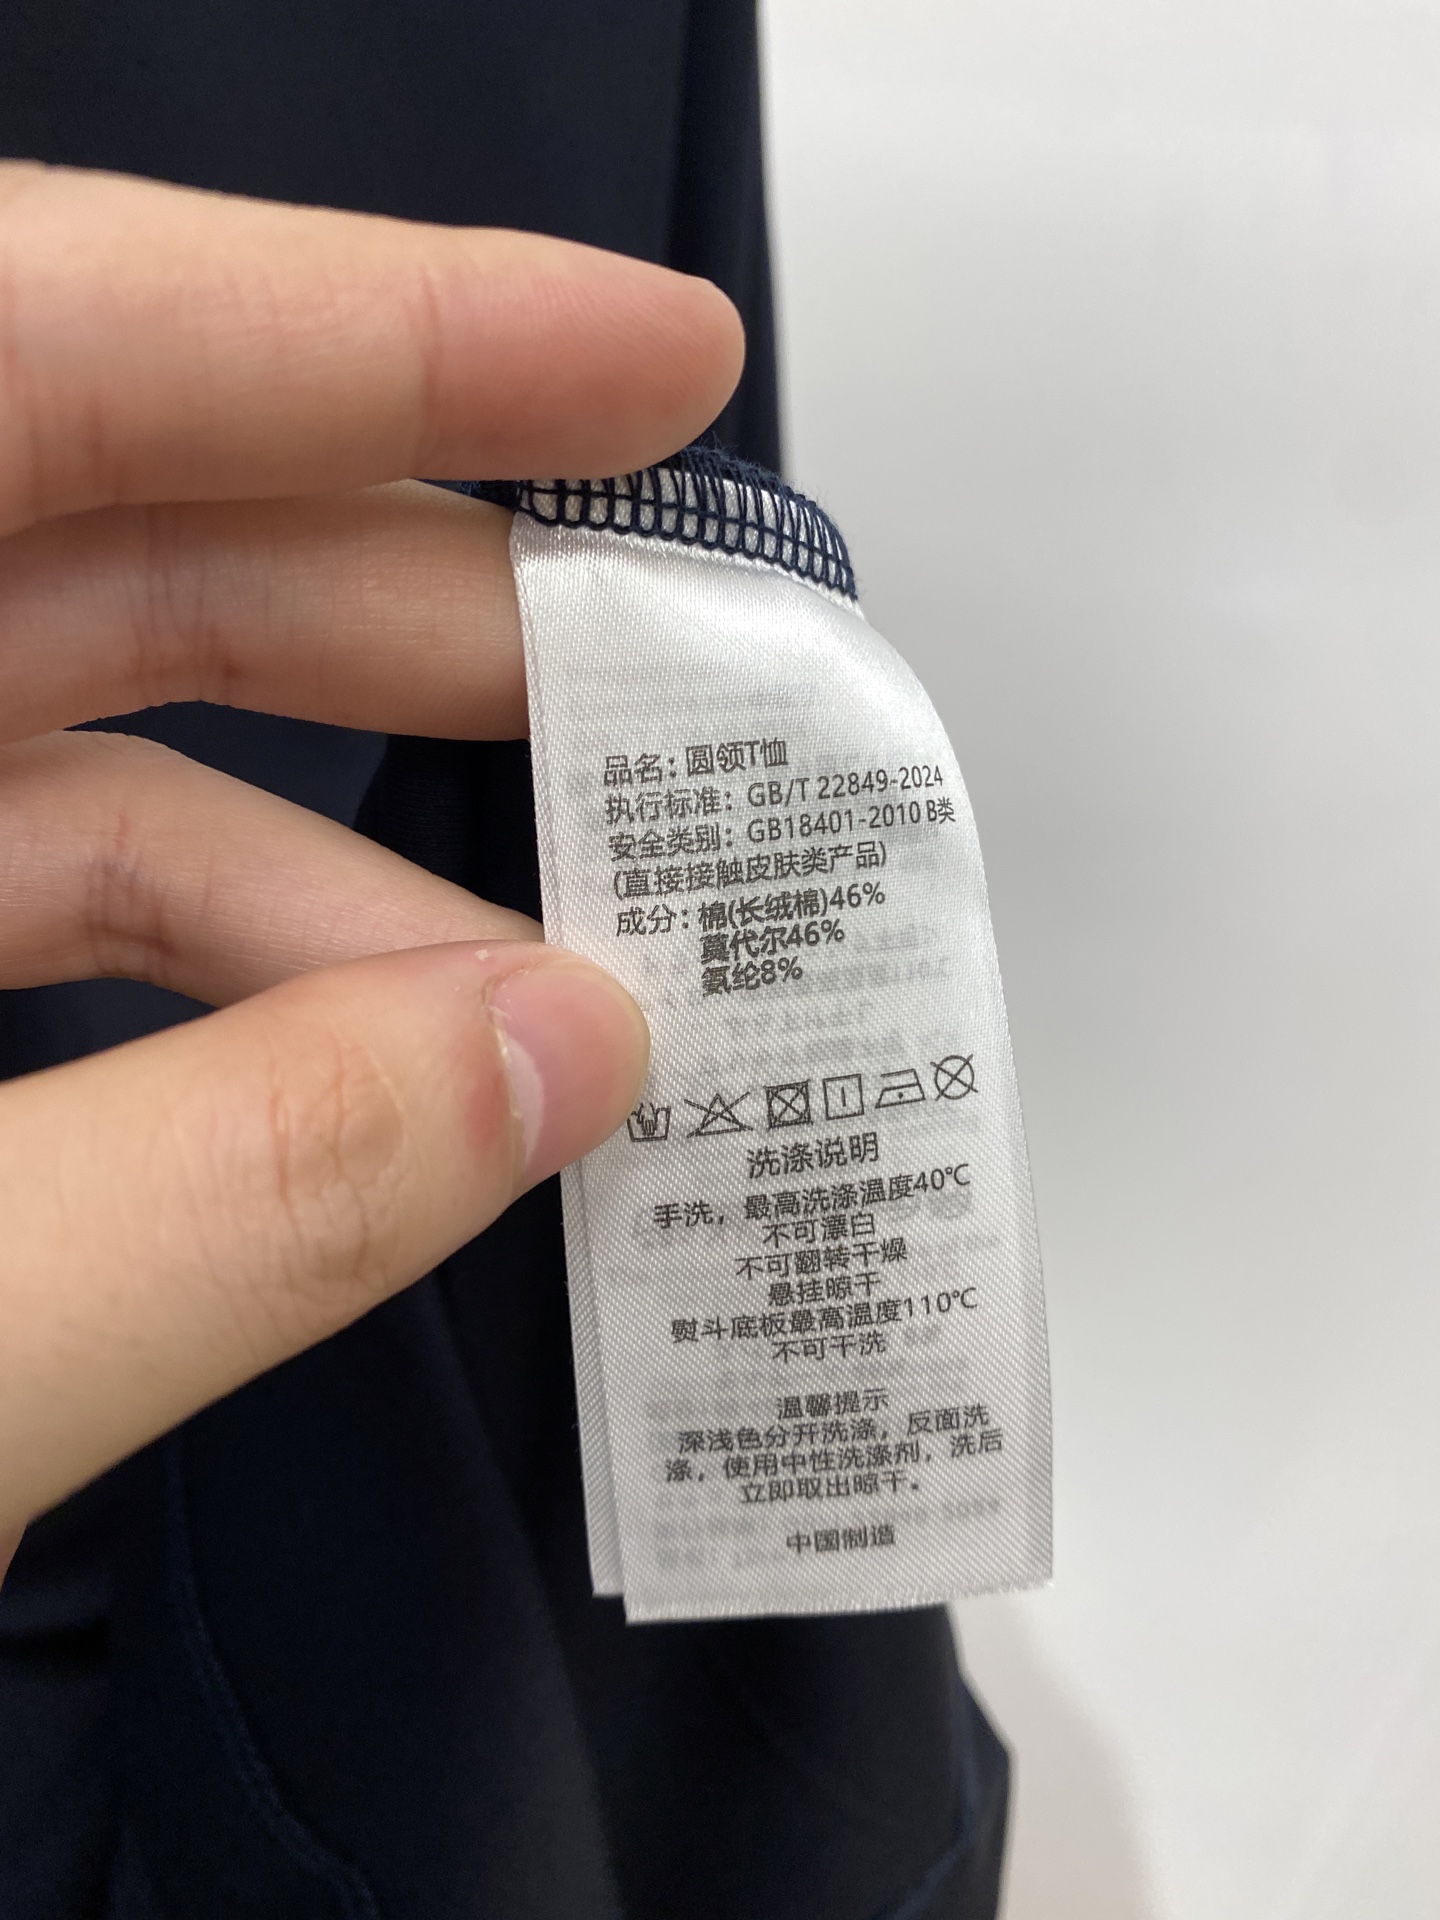 品名：圆领T恤
执行标准：GB/T 22849-2024
安全类别：GB18401-2010 B类
(直接接触皮肤类产品)
成分：棉(长绒棉)46%
莫代尔46%
氨纶8%
洗涤说明
手洗，最高洗涤温度40℃
不可漂白
不可翻转干燥
悬挂晾干
熨斗底板最高温度110℃
不可干洗
温馨提示
深浅色分开洗涤，反面洗
涤，使用中性洗涤剂，洗后
立即取出晾干。
中国制造